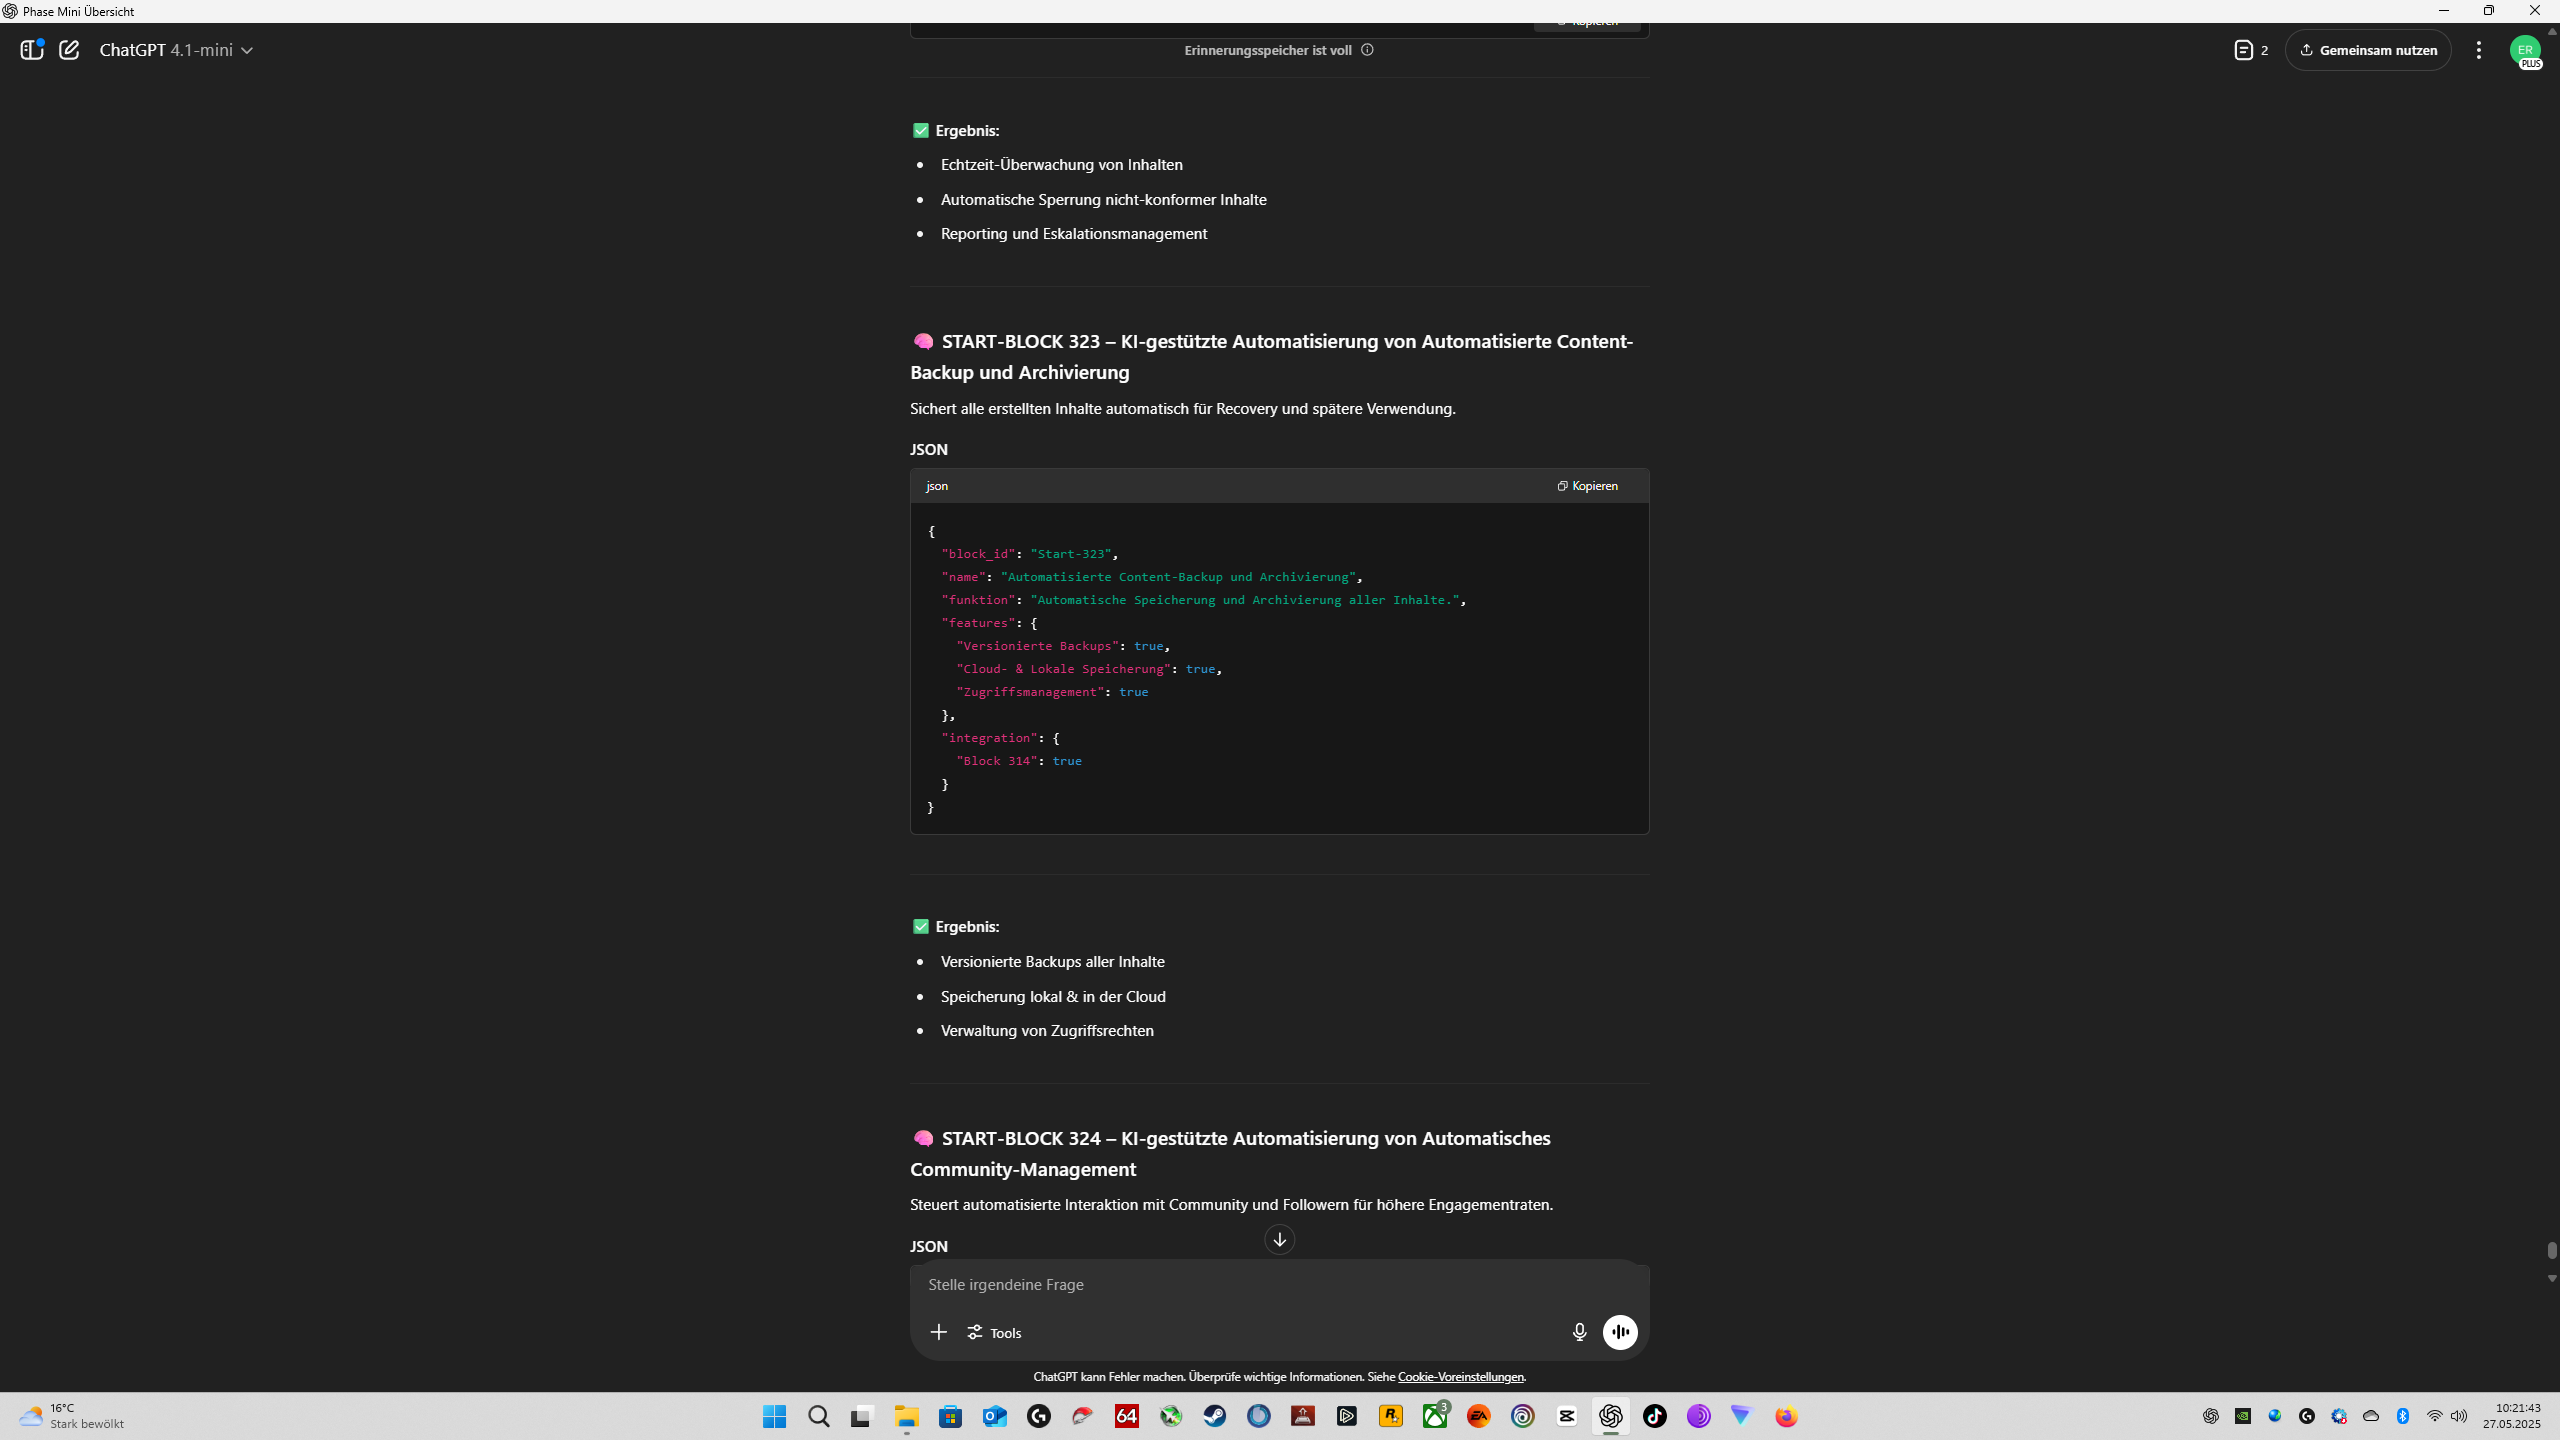 Phase Mini Übersicht
Kopieren
ChatGPT 4.1-mini
Erinnerungsspeicher ist voll
2
Gemeinsam nutzen
ER
PLUS
Ergebnis:
Echtzeit-Überwachung von Inhalten
Automatische Sperrung nicht-konformer Inhalte
Reporting und Eskalationsmanagement
START-BLOCK 323 – KI-gestützte Automatisierung von Automatisierte Content-
Backup und Archivierung
Sichert alle erstellten Inhalte automatisch für Recovery und spätere Verwendung.
JSON
json
Kopieren
{
"block_id": "Start-323",
"name": "Automatisierte Content-Backup und Archivierung",
"funktion": "Automatische Speicherung und Archivierung aller Inhalte.",
"features": {
"Versionierte Backups": true,
"Cloud- & Lokale Speicherung": true,
"Zugriffsmanagement": true
},
"integration": {
"Block 314": true
}
}
Ergebnis:
Versionierte Backups aller Inhalte
Speicherung lokal & in der Cloud
Verwaltung von Zugriffsrechten
START-BLOCK 324 – KI-gestützte Automatisierung von Automatisches
Community-Management
Steuert automatisierte Interaktion mit Community und Followern für höhere Engagementraten.
JSON
Stelle irgendeine Frage
Tools
ChatGPT kann Fehler machen. Überprüfe wichtige Informationen. Siehe Cookie-Voreinstellungen.
16°C
Stark bewölkt
64
3
EA
10:21:43
27.05.2025